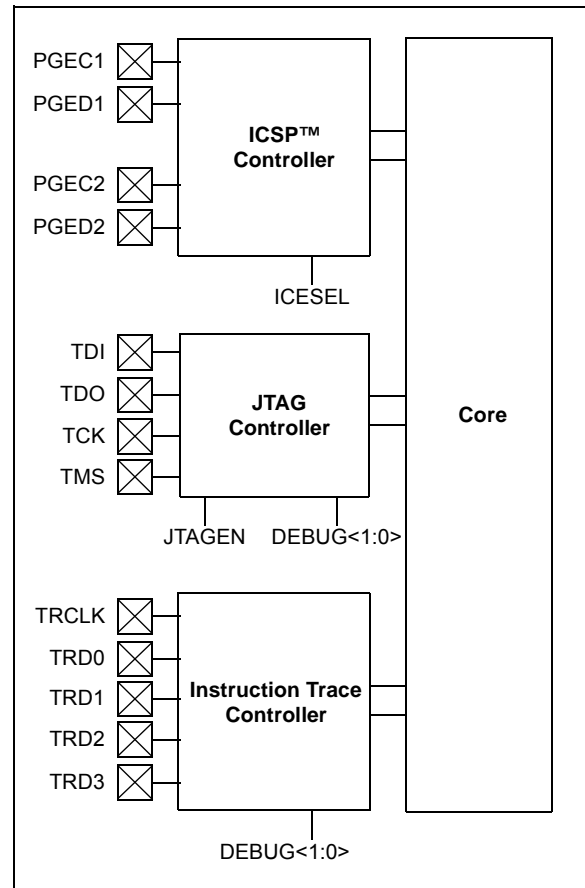 PGEC1
PGED1
PGEC2
PGED2
ICSP™
Controller
ICESEL
TDI
TDO
TCK
TMS
JTAG
Controller
JTAGEN
DEBUG<1:0>
Core
TRCLK
TRD0
TRD1
TRD2
TRD3
Instruction Trace
Controller
DEBUG<1:0>